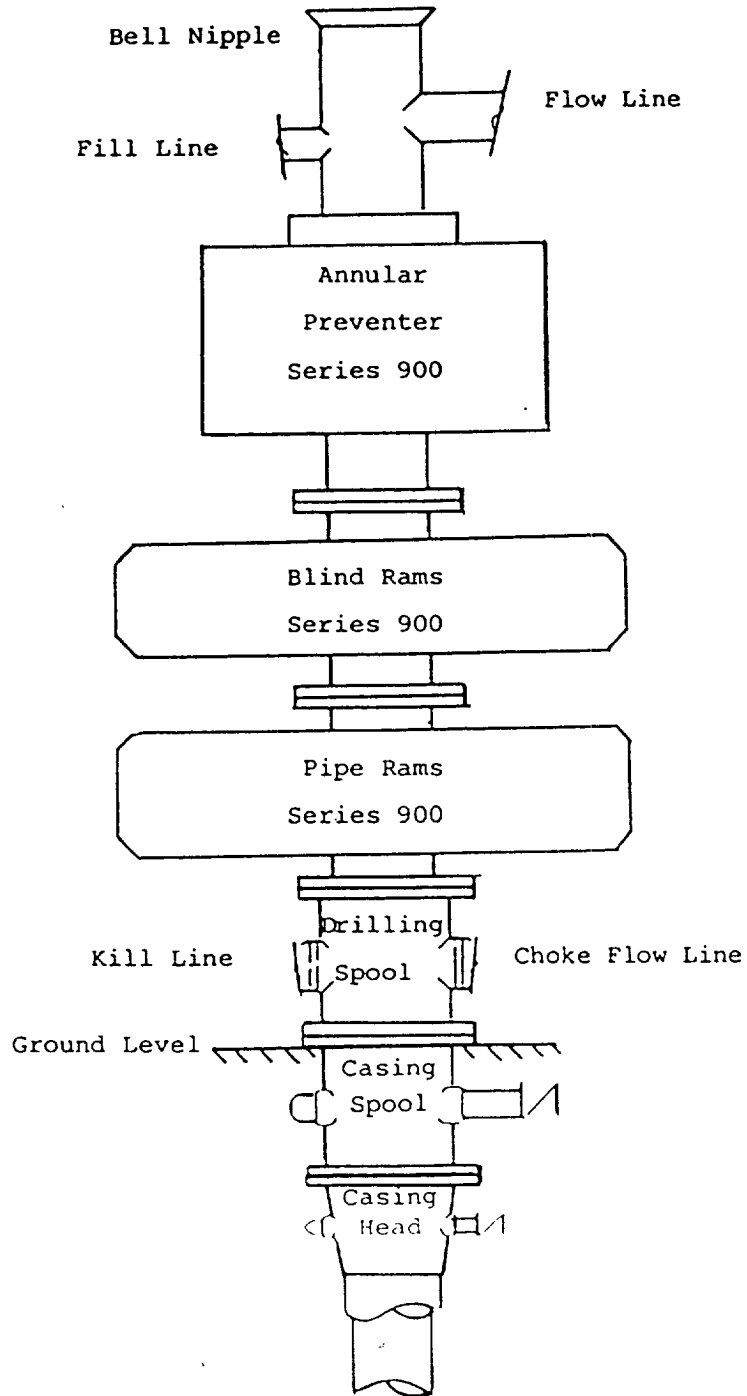 Bell Nipple
Flow Line
Fill Line
Annular
Preventer
Series 900
Blind Rams
Series 900
Pipe Rams
Series 900
Drilling
Kill Line
Spool
Choke Flow Line
Ground Level
Casing
Spool
Casing
Head